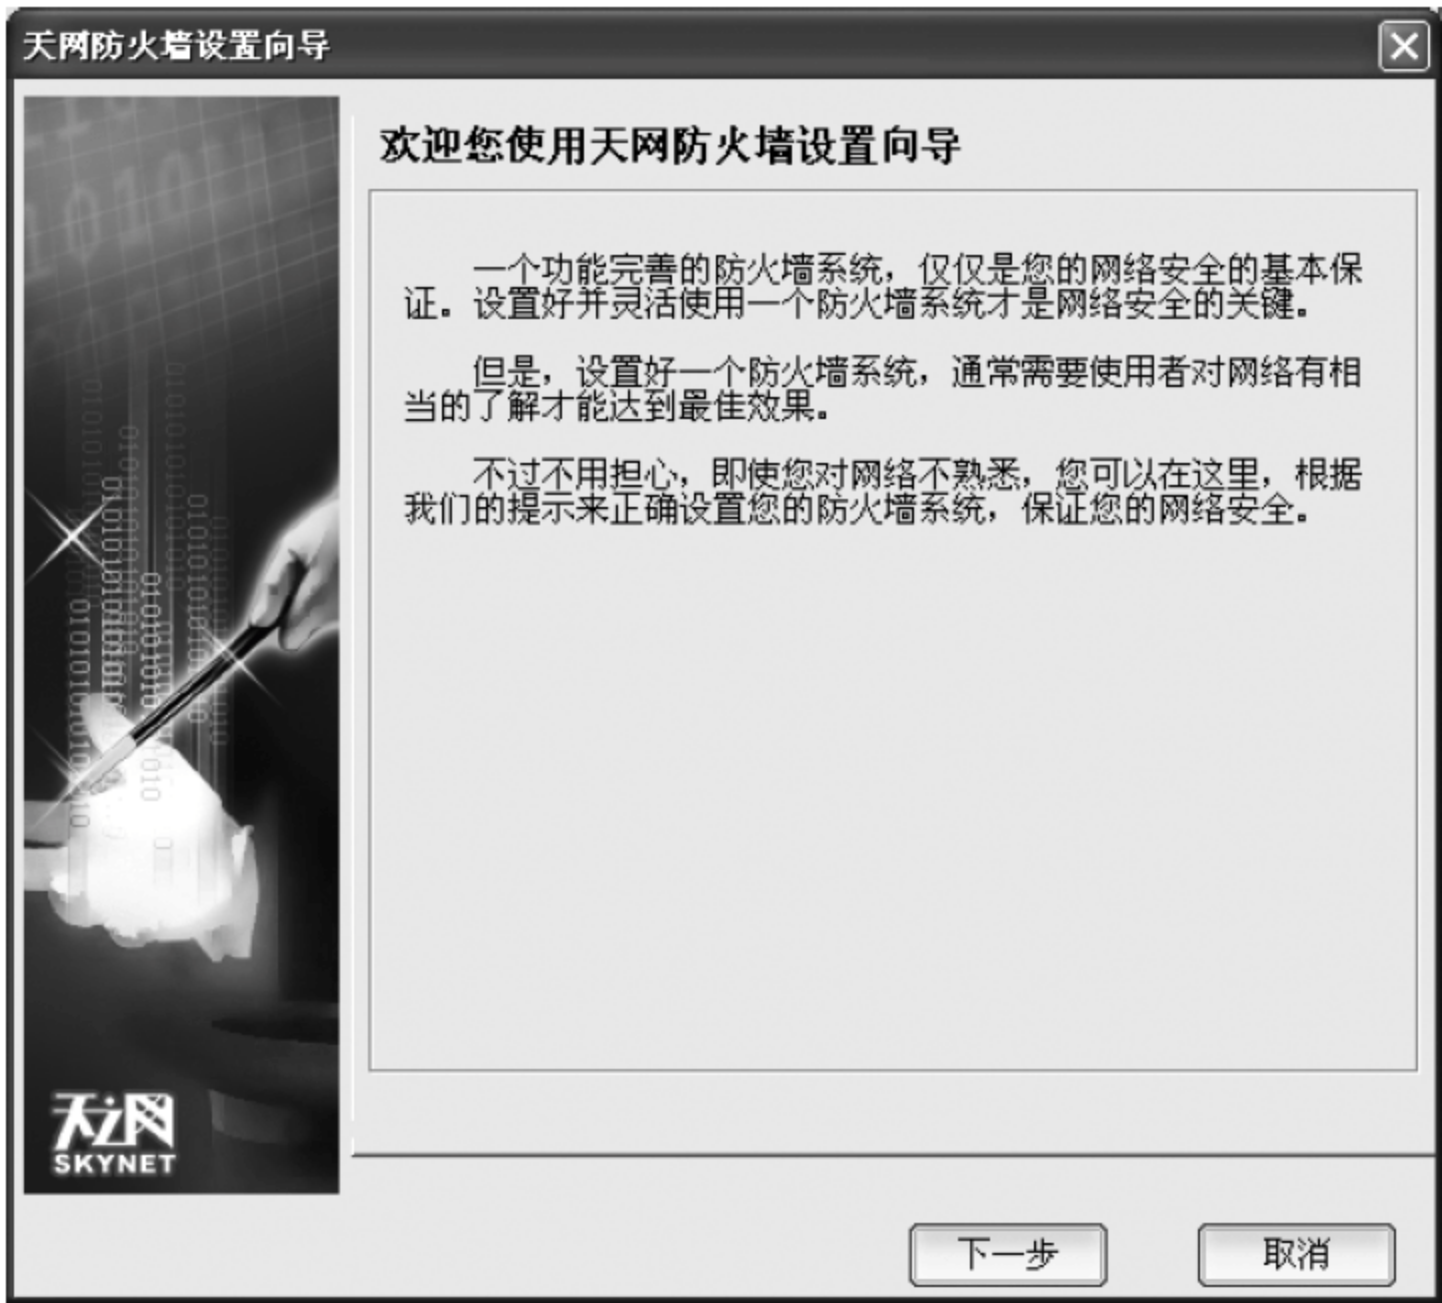 天网防火墙设置向导
欢迎您使用天网防火墙设置向导
一个功能完善的防火墙系统，仅仅是您的网络安全的基本保
证。设置好并灵活使用一个防火墙系统才是网络安全的关键。
但是，设置好一个防火墙系统，通常需要使用者对网络有相
当的了解才能达到最佳效果。
不过不用担心，即使您对网络不熟悉，您可以在这里，根据
我们的提示来正确设置您的防火墙系统，保证您的网络安全。
天之网
SKYNET
下一步
取消